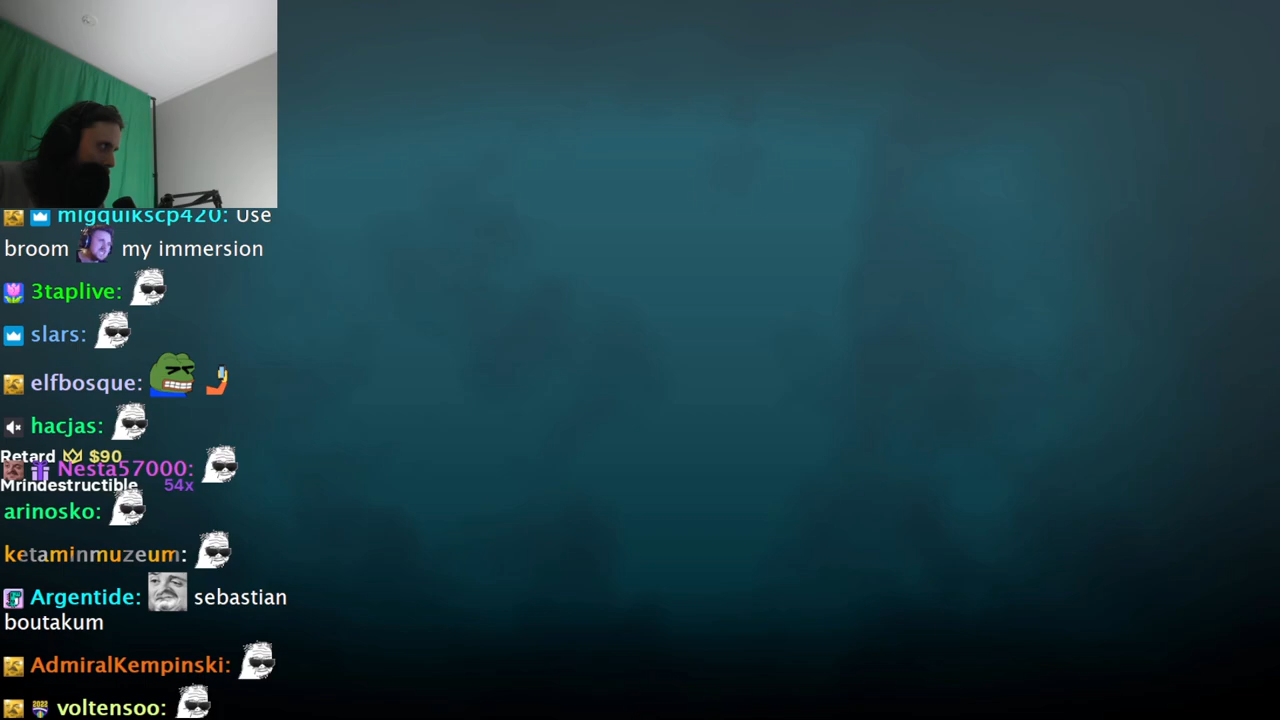 mlgquikscp420: Use
broom my immersion
3taplive:
slars:
elfbosque:
hacjas:
Retard $90
Nesta57000:
Mrindestructible 54x
arinosko:
ketaminmuzeum:
Argentide: sebastian
boutakum
AdmiralKempinski:
voltensoo: